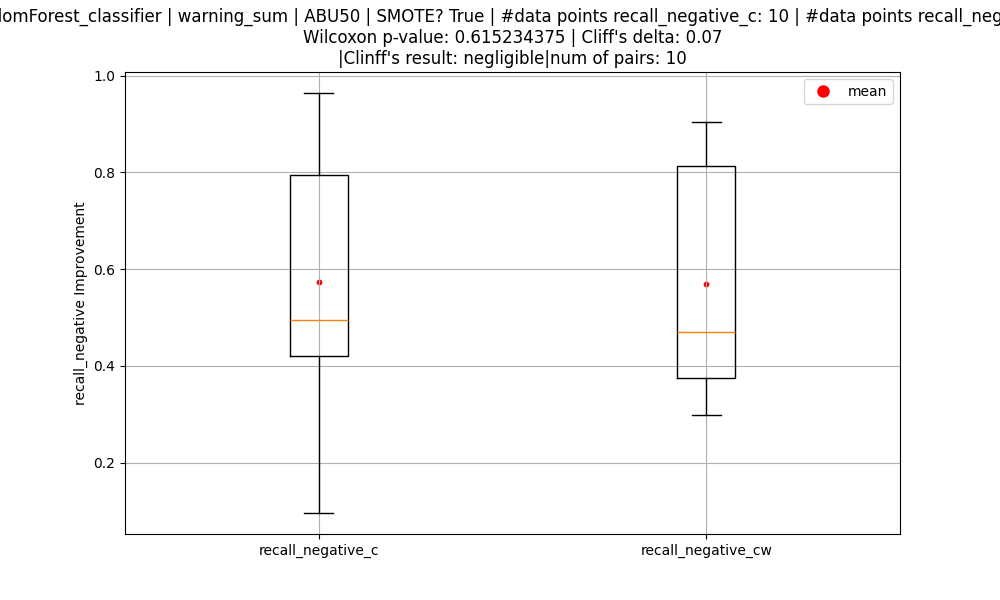 | warning_sum | ABU50 | SMOTE? True | #data points recall_negative_c: 10 | #data points
Wilcoxon p-value: 0.615234375 | Cliff's delta: 0.07
|Clinff's result: negligible|num of pairs: 10
mean
1.0
0.8
0.6
0.4
0.2
recall_negative Improvement
recall_negative_c
recall_negative_cw